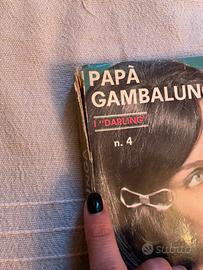 PAPÀ
GAMBALUNG
I "DARLING"
n. 4
Subito